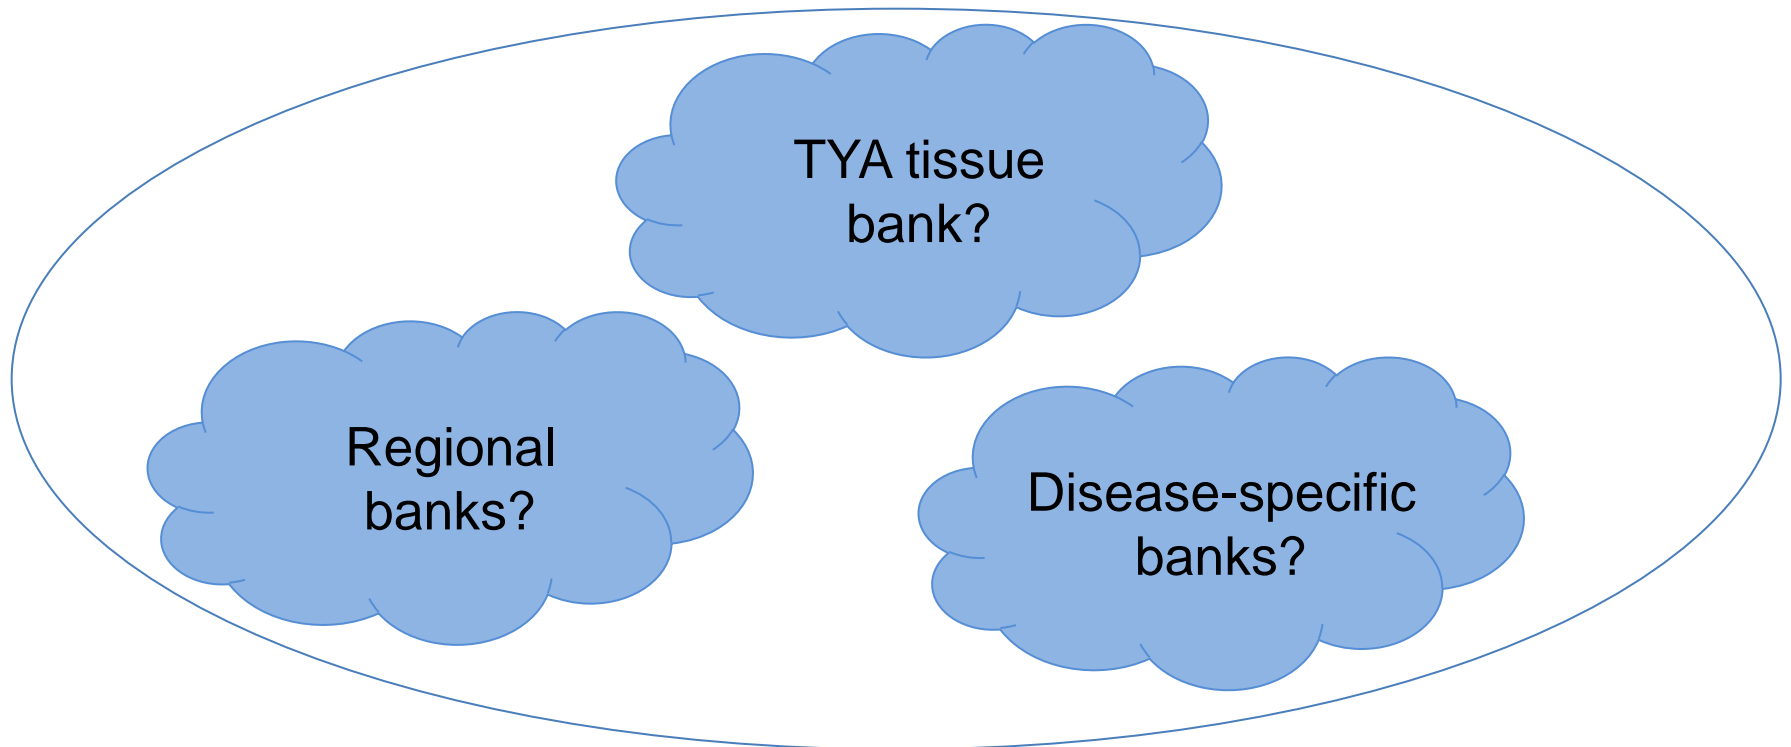 TYA tissue
bank?
Regional
banks?
Disease-specific
banks?